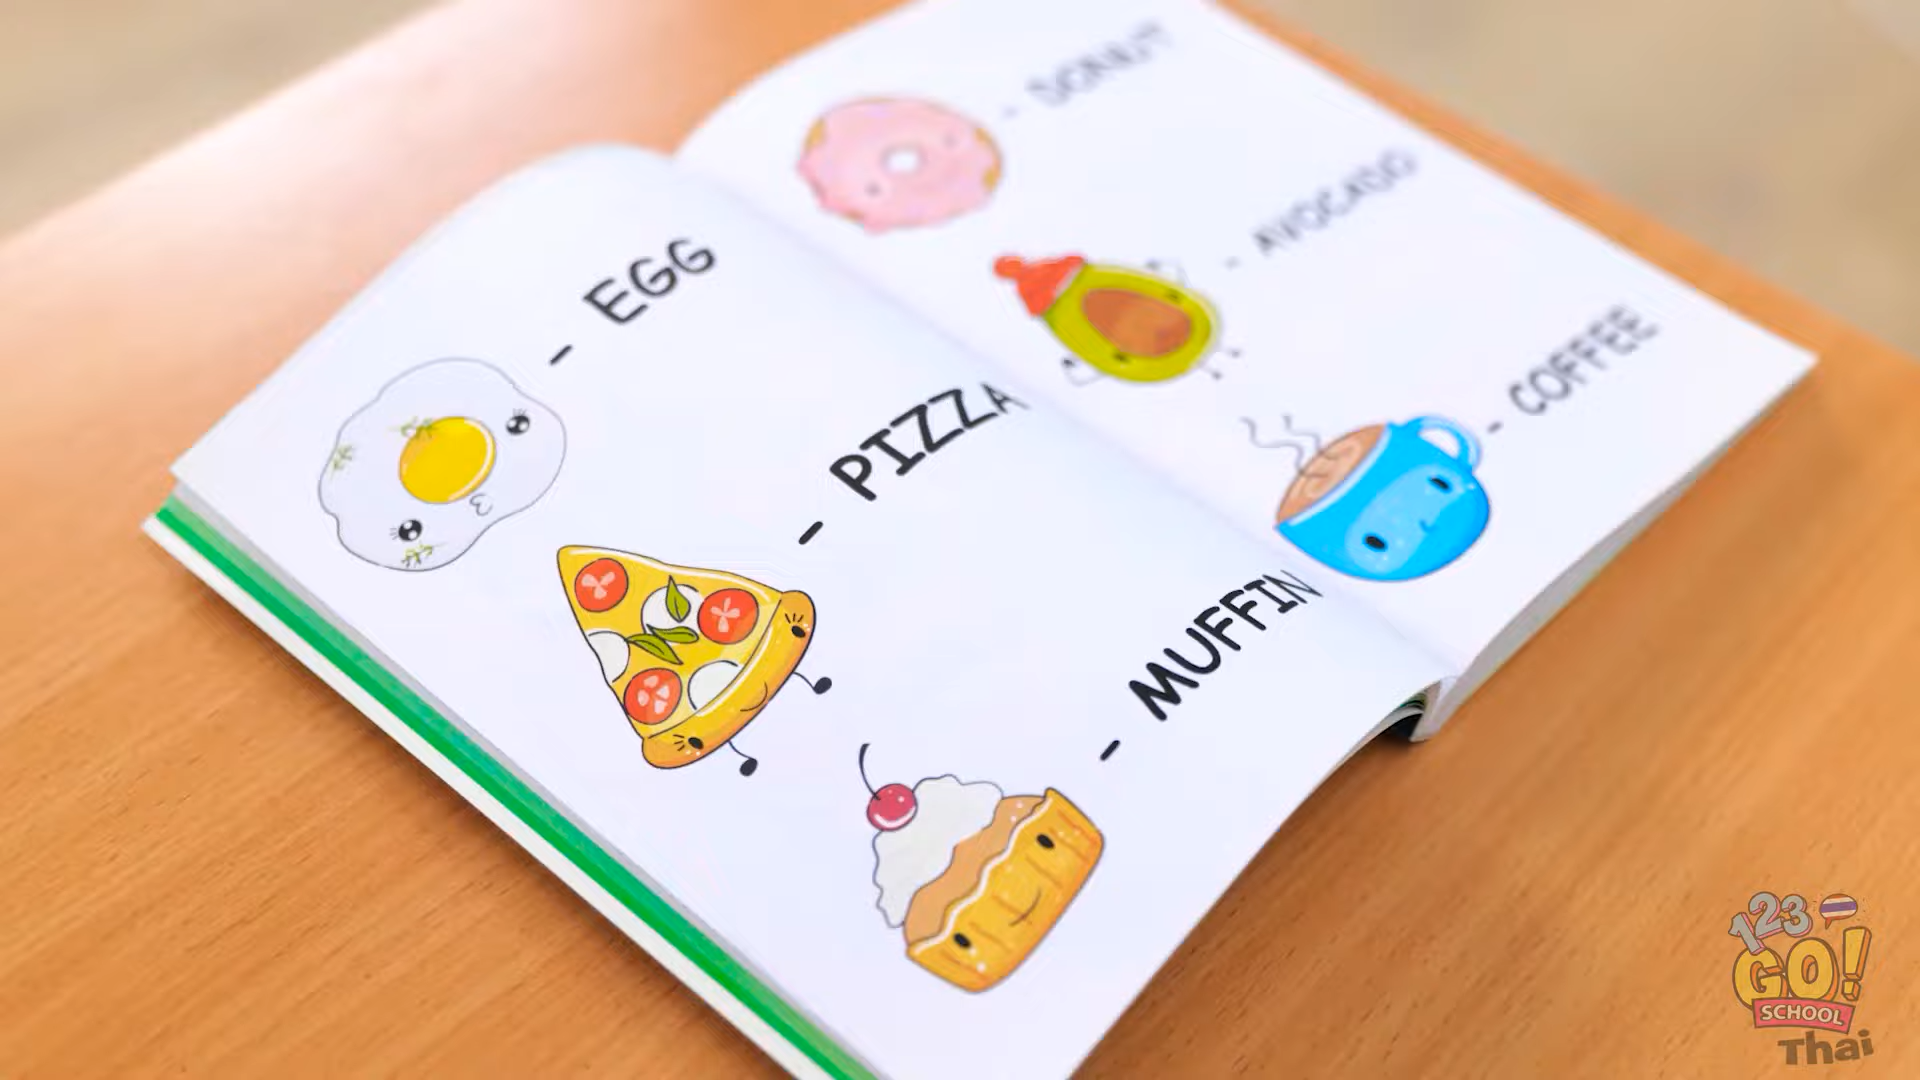 - EGG
- PIZZA
- MUFFIN
- DONUT
- AVOCADO
- COFFEE
123
GO!
SCHOOL
Thai